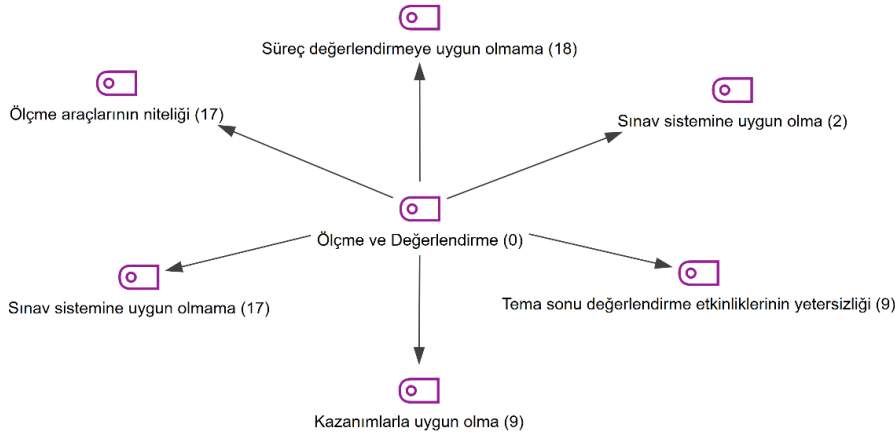 Süreç değerlendirmeye uygun olmama (18)
Ölçme araçlarının niteliği (17)
Sınav sistemine uygun olma (2)
Ölçme ve Değerlendirme (0)
Sınav sistemine uygun olmama (17)
Tema sonu değerlendirme etkinliklerinin yetersizliği (9)
Kazanımlarla uygun olma (9)